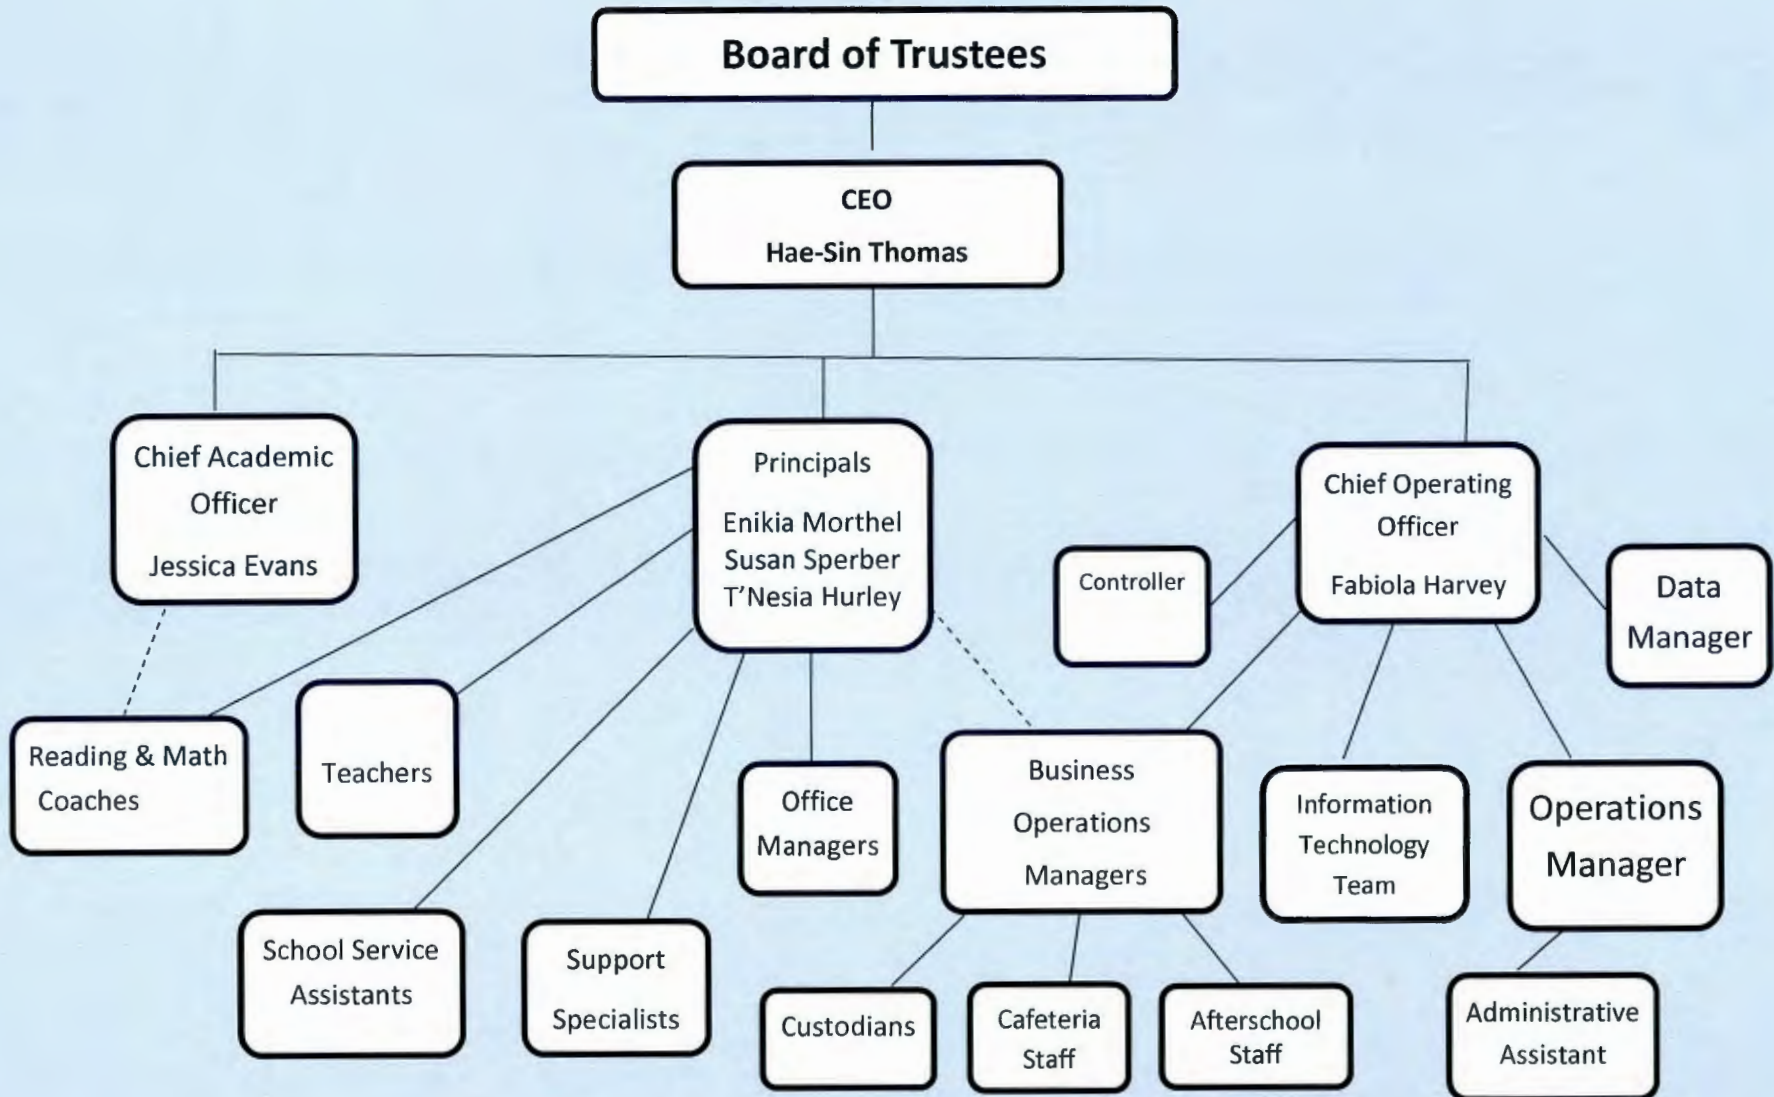 Board of Trustees
CEO
Hae-Sin Thomas
Chief Academic
Officer
Jessica Evans
Principals
Enikia Morthel
Susan Sperber
T'Nesia Hurley
Chief Operating
Officer
Fabiola Harvey
Controller
Data
Manager
Reading & Math
Coaches
Teachers
Office
Managers
Business
Operations
Managers
Information
Technology
Team
Operations
Manager
School Service
Assistants
Support
Specialists
Custodians
Cafeteria
Staff
Afterschool
Staff
Administrative
Assistant